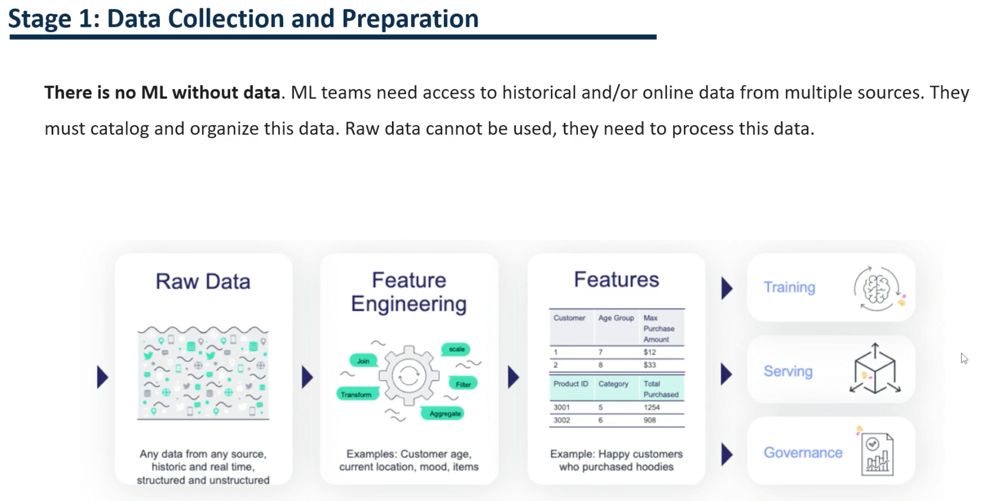 Stage 1: Data Collection and Preparation
There is no ML without data. ML teams need access to historical and/or online data from multiple sources. They
must catalog and organize this data. Raw data cannot be used, they need to process this data.
Raw Data
Any data from any source,
historic and real time,
structured and unstructured
Feature
Engineering
Join
scale
Transform
Filter
Aggregate
Examples: Customer age,
current location, mood, items
Features
Customer Age Group Max
Purchase
Amount
1 7 $12
2 8 $33
Product ID Category Total
Purchased
3001 5 1254
3002 6 908
Example: Happy customers
who purchased hoodies
Training
Serving
Governance